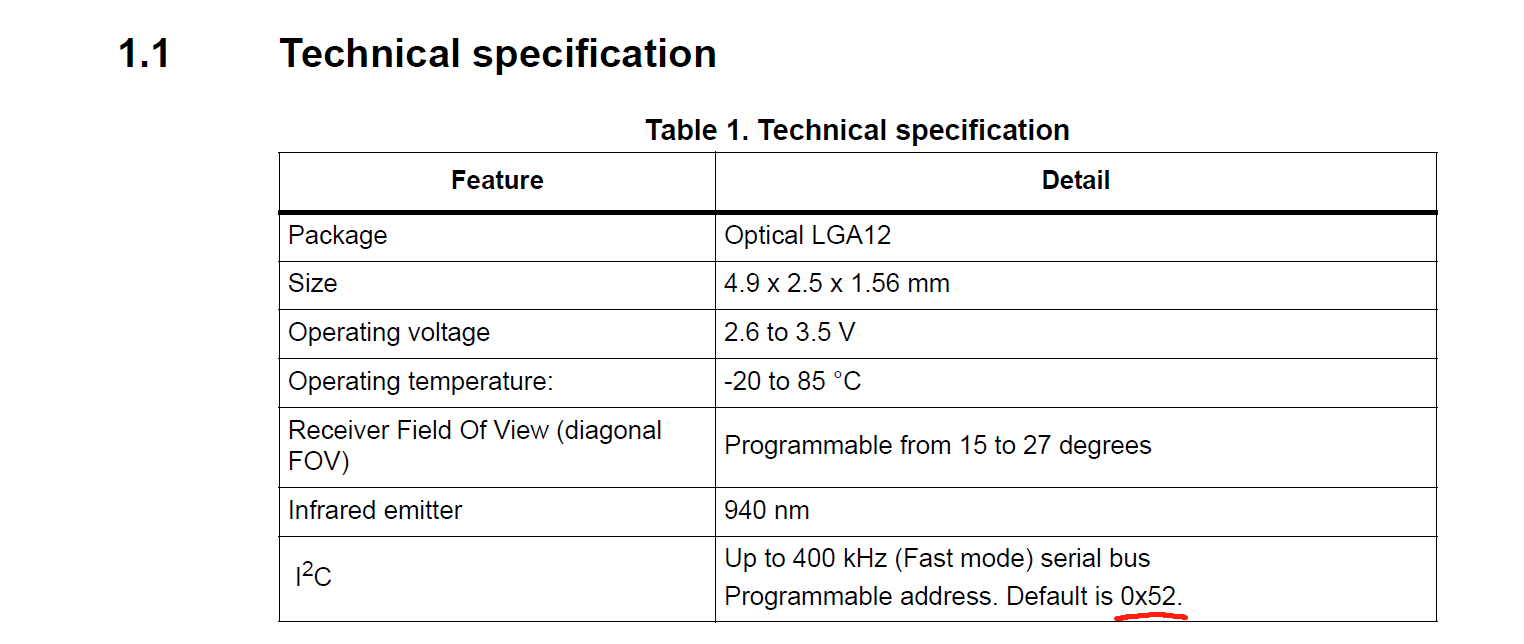 1.1 Technical specification
Table 1. Technical specification
Feature Detail
Package Optical LGA12
Size 4.9 x 2.5 x 1.56 mm
Operating voltage 2.6 to 3.5 V
Operating temperature: -20 to 85 °C
Receiver Field Of View (diagonal
FOV) Programmable from 15 to 27 degrees
Infrared emitter 940 nm
I²C Up to 400 kHz (Fast mode) serial bus
Programmable address. Default is 0x52.